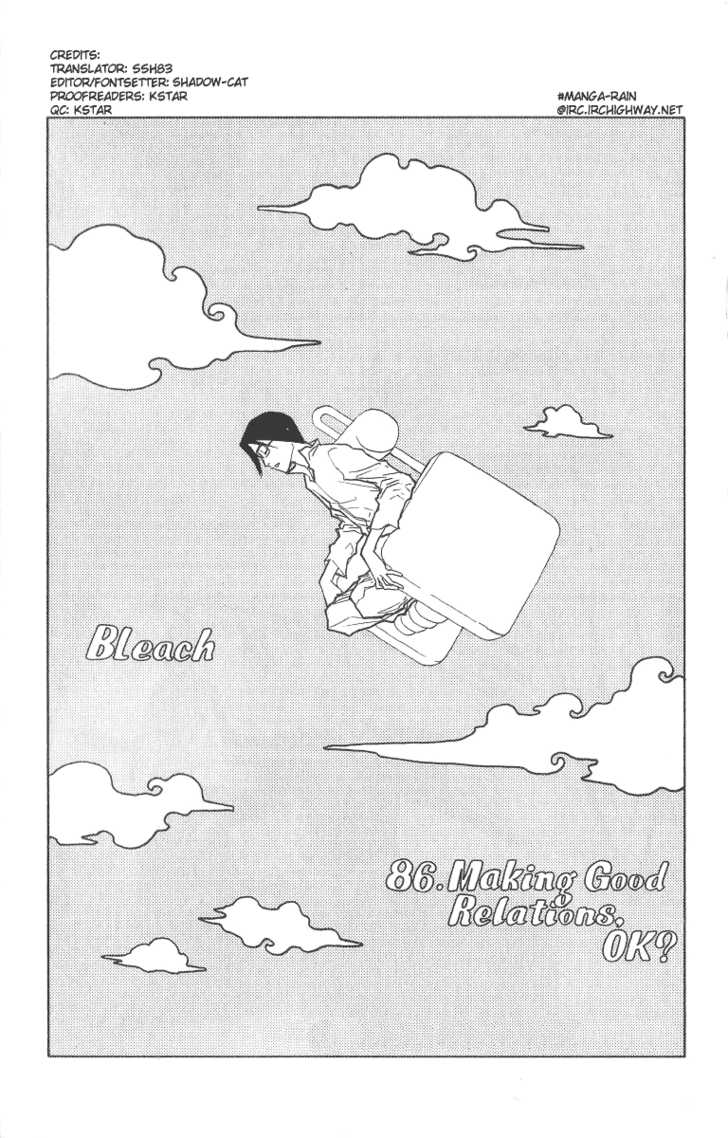 CREDITS:
TRANSLATOR: SSH83
EDITOR/FONTSETTER: SHADOW-CAT
PROOFREADERS: KSTAR
QC: KSTAR
#MANGA-RAIN
@IRC.IRCHIGHWAY.NET
BLeach
86. Making Good
Relations,
OK?